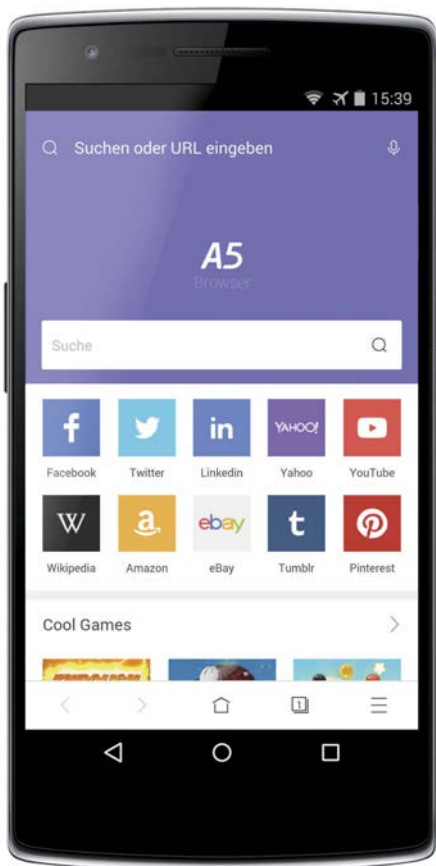 15:39
Suchen oder URL eingeben
A5
Browser
Suche
f in YAHOO!
Facebook Twitter Linkedin Yahoo YouTube
W a ebay t
Wikipedia Amazon eBay Tumblr Pinterest
Cool Games
1